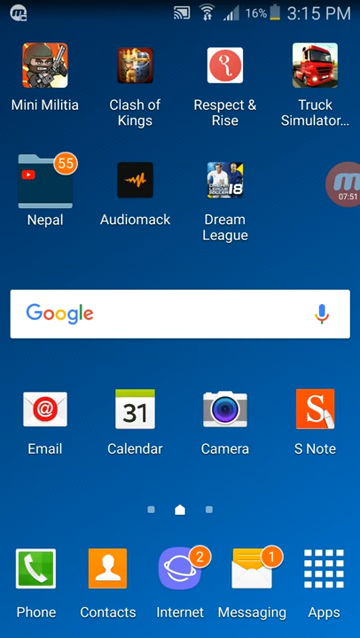 16% 3:15 PM
Mini Militia
Clash of
Kings
Respect &
Rise
Truck
Simulator...
55
Nepal
Audiomack
18
Dream
League
07:51
Google
@
Email
31
Calendar
Camera
S
S Note
2
1
Phone
Contacts
Internet
Messaging
Apps